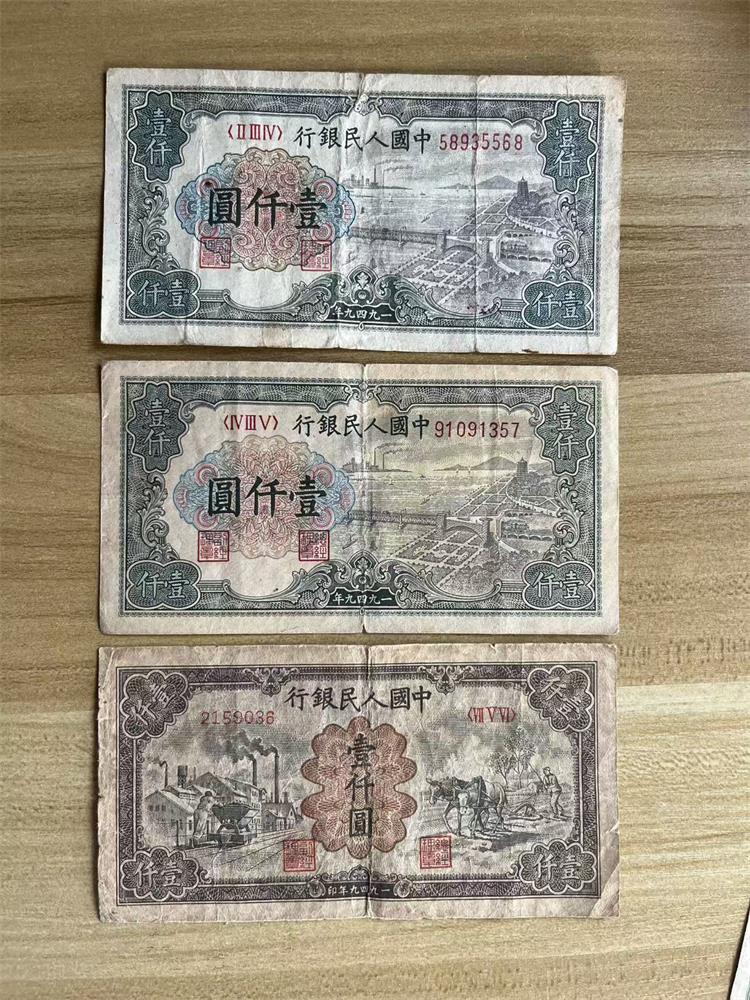 壹仟
〈II III IV〉
中國人民銀行
58935568
壹仟
壹仟圓
壹仟
一九四九年
壹仟
壹仟
〈IV III V〉
中國人民銀行
91091357
壹仟
壹仟圓
壹仟
一九四九年
壹仟
壹仟
中國人民銀行
壹仟
2159036
〈VII V VI〉
壹仟圓
壹仟
一九四九年印
壹仟